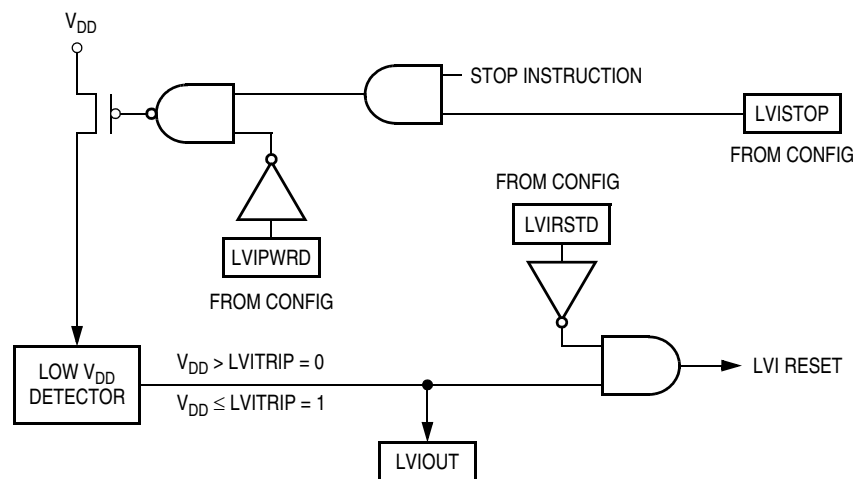 VDD
STOP INSTRUCTION
LVISTOP
FROM CONFIG
FROM CONFIG
LVIRSTD
LVIPWRD
FROM CONFIG
LOW VDD
DETECTOR
VDD > LVITRIP = 0
VDD ≤ LVITRIP = 1
LVI RESET
LVIOUT